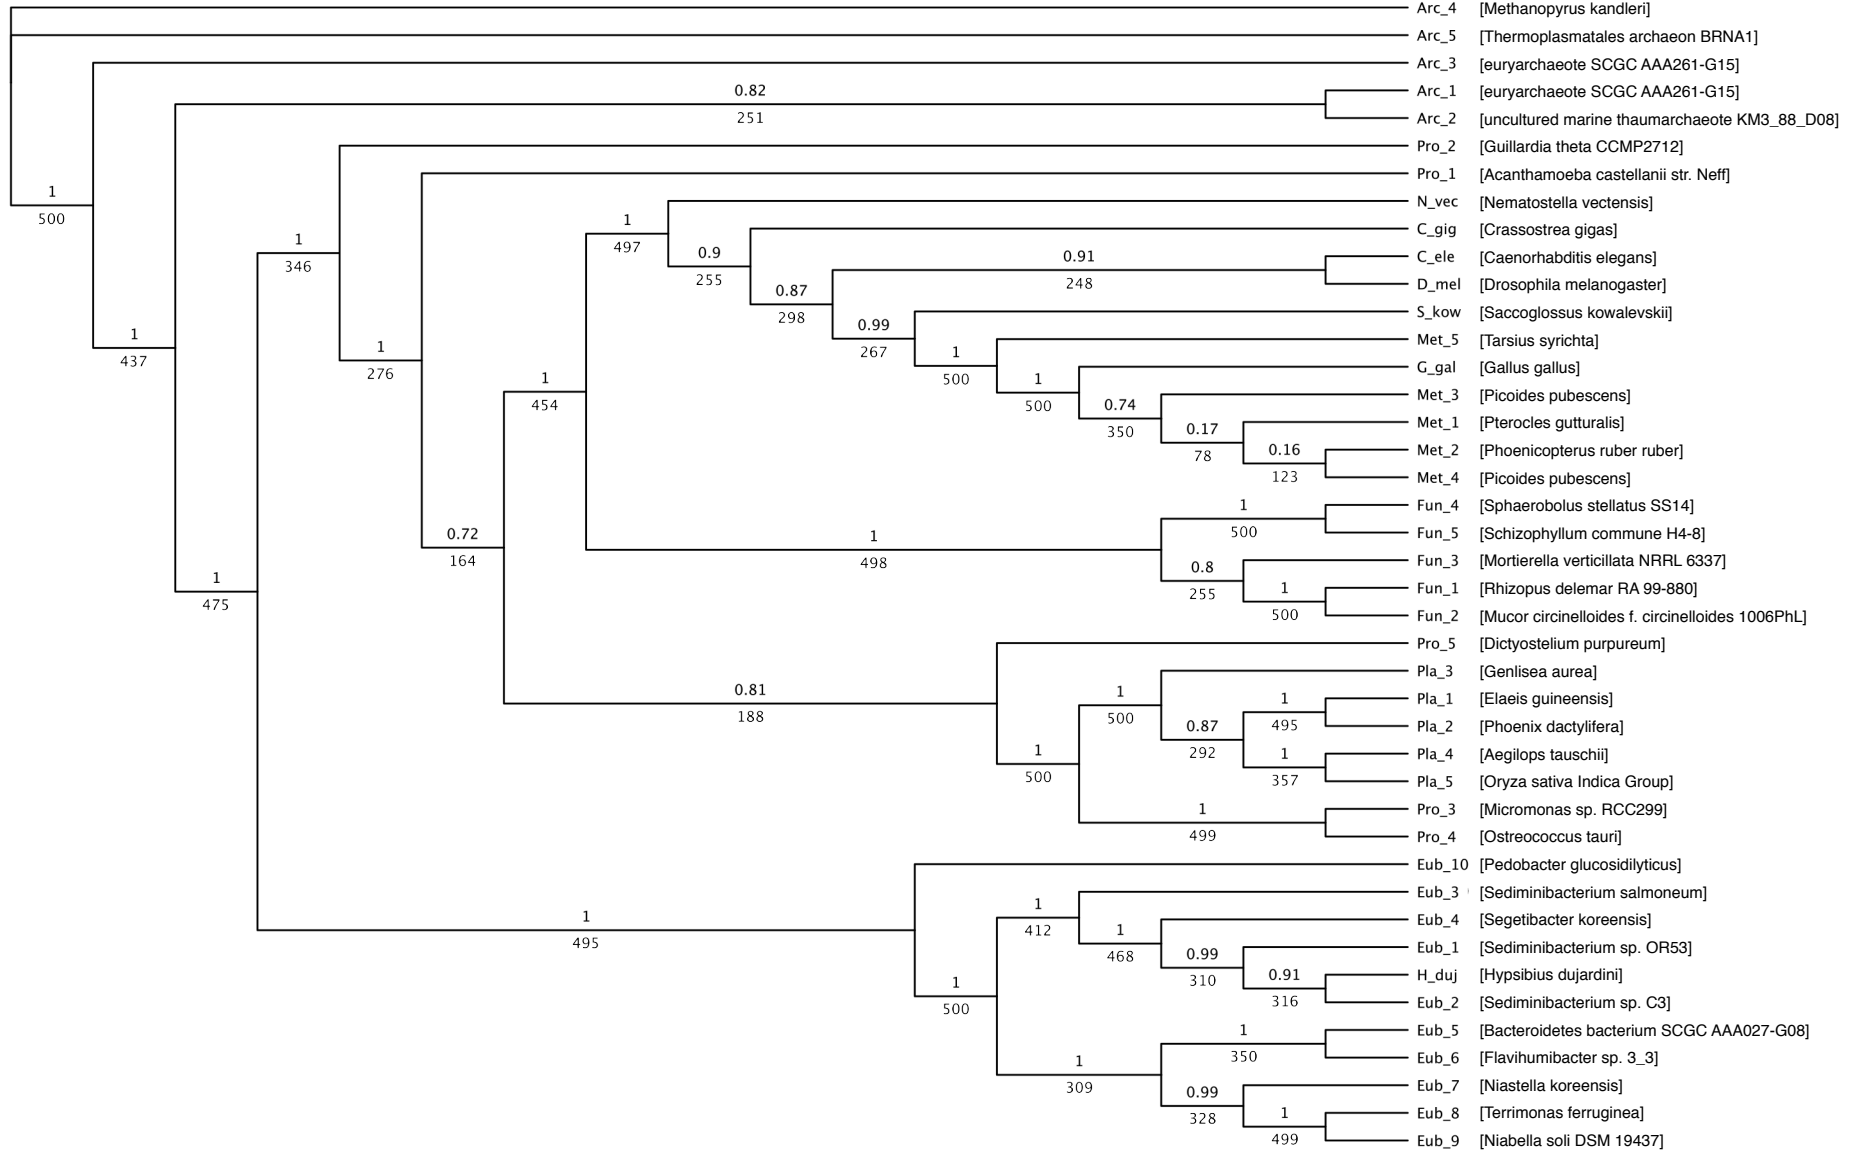 Arc_4 [Methanopyrus kandleri]
Arc_5 [Thermoplasmatales archaeon BRNA1]
Arc_3 [euryarchaeote SCGC AAA261-G15]
0.82
Arc_1 [euryarchaeote SCGC AAA261-G15]
251
Arc_2 [uncultured marine thaumarchaeote KM3_88_D08]
Pro_2 [Guillardia theta CCMP2712]
Pro_1 [Acanthamoeba castellanii str. Neff]
1
500
N_vec [Nematostella vectensis]
1
497
C_gig [Crassostrea gigas]
1
346
0.9
255
0.91
C_ele [Caenorhabditis elegans]
248
D_mel [Drosophila melanogaster]
0.87
298
S_kow [Saccoglossus kowalevskii]
1
437
0.99
267
Met_5 [Tarsius syrichta]
1
276
1
500
G_gal [Gallus gallus]
1
454
1
500
Met_3 [Picoides pubescens]
0.74
350
Met_1 [Pterocles gutturalis]
0.17
78
Met_2 [Phoenicopterus ruber ruber]
0.16
123
Met_4 [Picoides pubescens]
Fun_4 [Sphaerobolus stellatus SS14]
1
500
Fun_5 [Schizophyllum commune H4-8]
0.72
164
1
498
Fun_3 [Mortierella verticillata NRRL 6337]
0.8
255
1
475
Fun_1 [Rhizopus delemar RA 99-880]
1
500
Fun_2 [Mucor circinelloides f. circinelloides 1006PhL]
Pro_5 [Dictyostelium purpureum]
Pla_3 [Genlisea aurea]
0.81
188
1
500
Pla_1 [Elaeis guineensis]
1
495
Pla_2 [Phoenix dactylifera]
0.87
292
Pla_4 [Aegilops tauschii]
1
357
Pla_5 [Oryza sativa Indica Group]
1
500
Pro_3 [Micromonas sp. RCC299]
1
499
Pro_4 [Ostreococcus tauri]
Eub_10 [Pedobacter glucosidilyticus]
Eub_3 [Sediminibacterium salmoneum]
1
495
1
412
Eub_4 [Segetibacter koreensis]
1
468
Eub_1 [Sediminibacterium sp. OR53]
0.99
310
H_duj [Hypsibius dujardini]
0.91
316
Eub_2 [Sediminibacterium sp. C3]
1
500
Eub_5 [Bacteroidetes bacterium SCGC AAA027-G08]
1
350
Eub_6 [Flavihumibacter sp. 3_3]
1
309
Eub_7 [Niastella koreensis]
0.99
328
Eub_8 [Terrimonas ferruginea]
1
499
Eub_9 [Niabella soli DSM 19437]